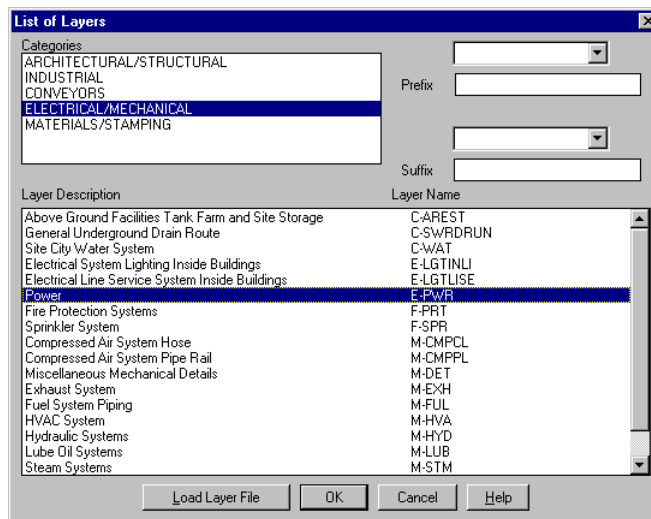 List of Layers
Categories
ARCHITECTURAL/STRUCTURAL
INDUSTRIAL
CONVEYORS
ELECTRICAL/MECHANICAL
MATERIALS/STAMPING
Prefix
Suffix
Layer Description Layer Name
Above Ground Facilities Tank Farm and Site Storage C-AREST
General Underground Drain Route C-SWRDRUN
Site City Water System C-WAT
Electrical System Lighting Inside Buildings E-LGTINLI
Electrical Line Service System Inside Buildings E-LGTLISE
Power E-PWR
Fire Protection Systems F-PRT
Sprinkler System F-SPR
Compressed Air System Hose M-CMPCL
Compressed Air System Pipe Rail M-CMPPL
Miscellaneous Mechanical Details M-DET
Exhaust System M-EXH
Fuel System Piping M-FUL
HVAC System M-HVA
Hydraulic Systems M-HYD
Lube Oil Systems M-LUB
Steam Systems M-STM
Load Layer File OK Cancel Help